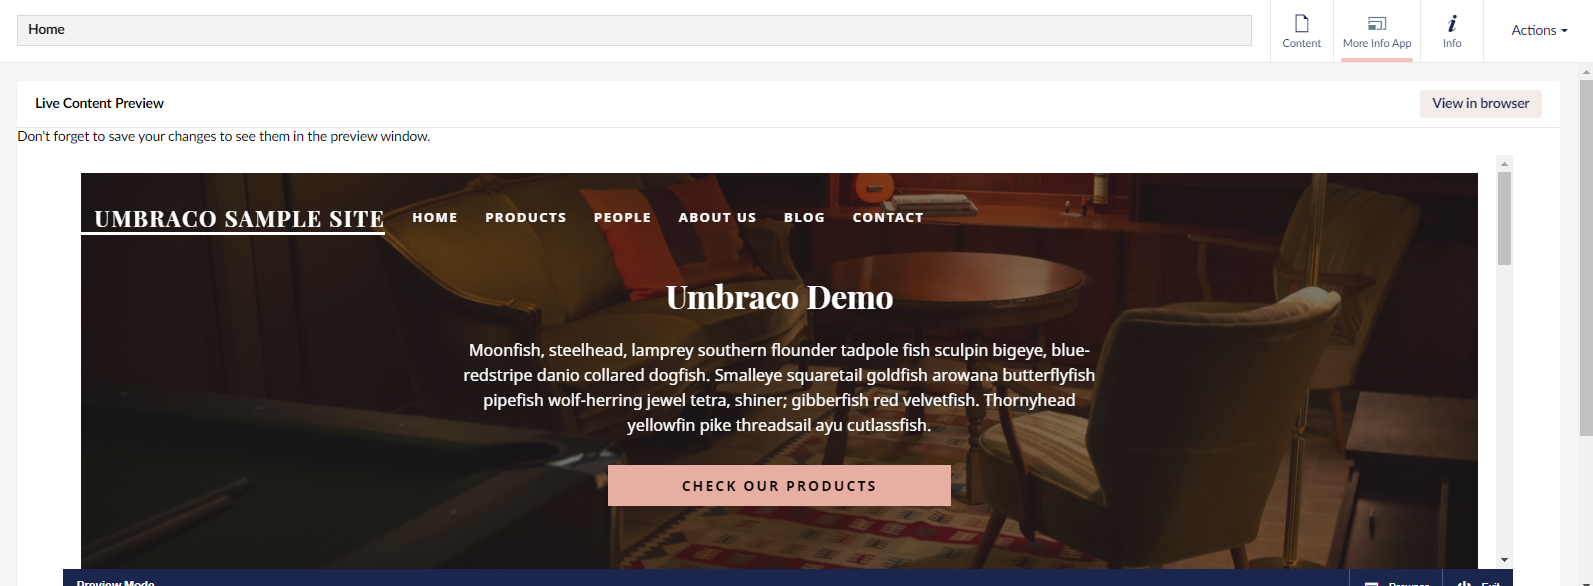 Home
Content
More Info App
Info
Actions
Live Content Preview
View in browser
Don't forget to save your changes to see them in the preview window.
UMBRACO SAMPLE SITE
HOME
PRODUCTS
PEOPLE
ABOUT US
BLOG
CONTACT
Umbraco Demo
Moonfish, steelhead, lamprey southern flounder tadpole fish sculpin bigeye, blue-
redstripe danio collared dogfish. Smalleye squaretail goldfish arowana butterflyfish
pipefish wolf-herring jewel tetra, shiner; gibberfish red velvetfish. Thornyhead
yellowfin pike threadsail ayu cutlassfish.
CHECK OUR PRODUCTS
Preview Mode
Browser
Exit